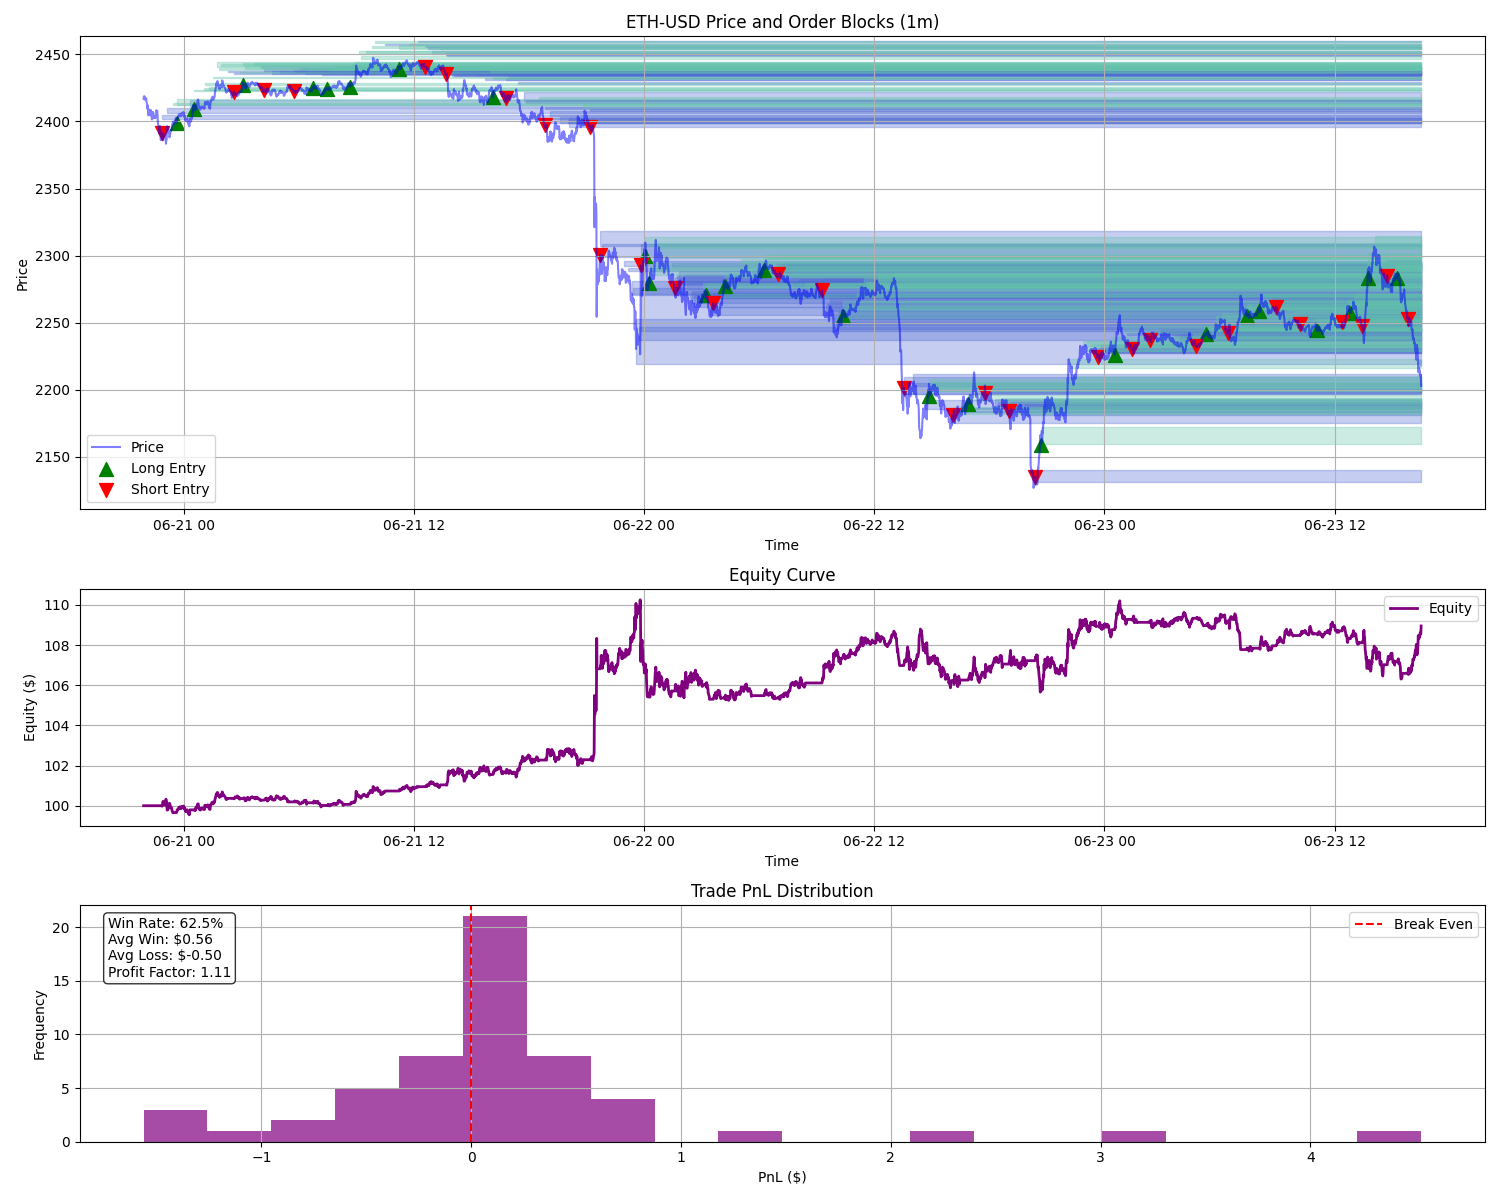 ETH-USD Price and Order Blocks (1m)
2450
2400
2350
2300
2250
2200
2150
Price
Price
Long Entry
Short Entry
06-21 00
06-21 12
06-22 00
06-22 12
06-23 00
06-23 12
Time
Equity Curve
110
108
106
104
102
100
Equity ($)
Equity
06-21 00
06-21 12
06-22 00
06-22 12
06-23 00
06-23 12
Time
Trade PnL Distribution
20
15
10
5
0
Frequency
Win Rate: 62.5%
Avg Win: $0.56
Avg Loss: $-0.50
Profit Factor: 1.11
Break Even
−1
0
1
2
3
4
PnL ($)